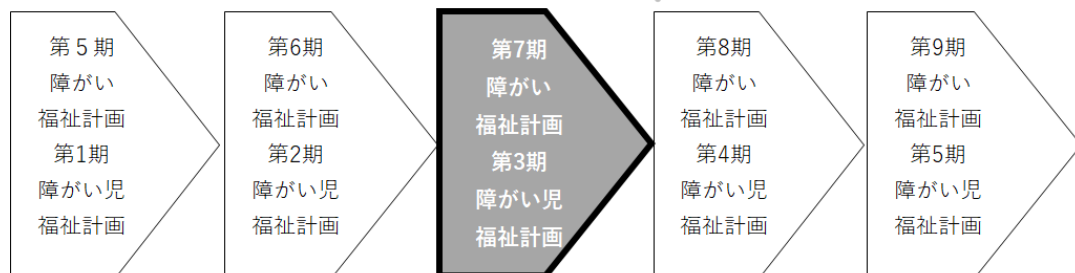 第５期
障がい
福祉計画
第1期
障がい児
福祉計画
第6期
障がい
福祉計画
第2期
障がい児
福祉計画
第7期
障がい
福祉計画
第3期
障がい児
福祉計画
第8期
障がい
福祉計画
第4期
障がい児
福祉計画
第9期
障がい
福祉計画
第5期
障がい児
福祉計画